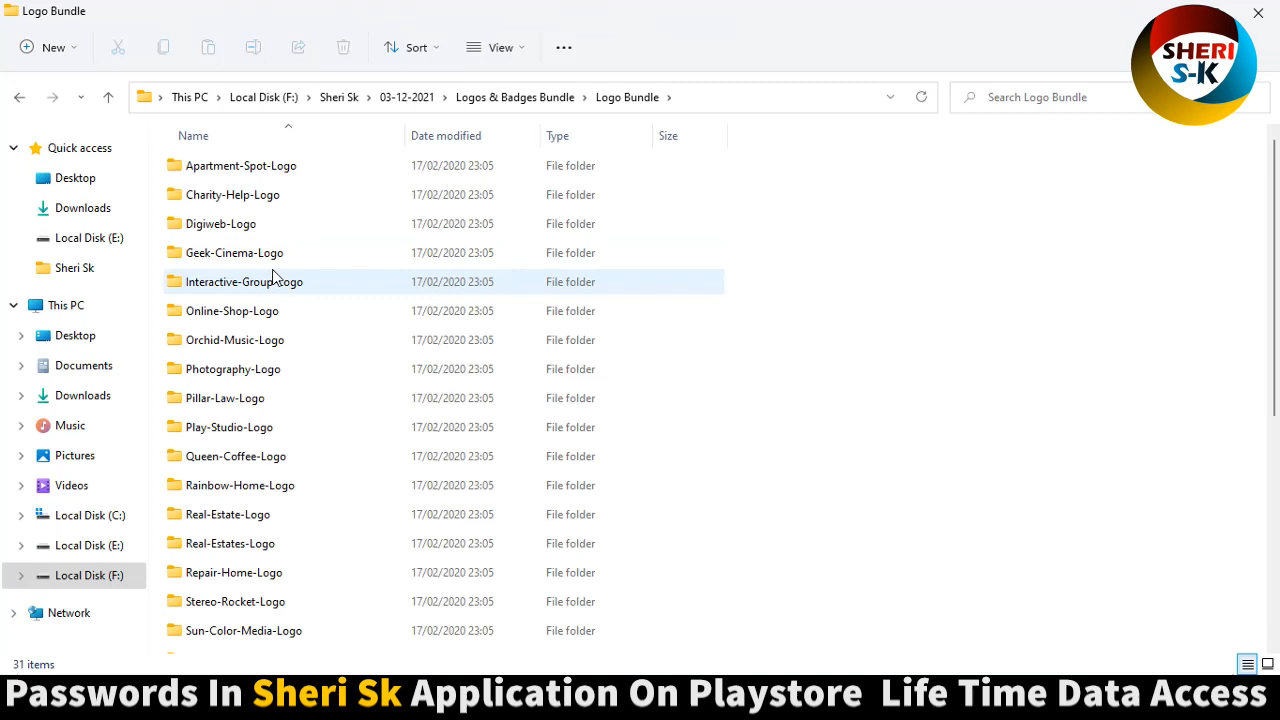 Logo Bundle
New
Sort
View
SHERI
S-K
This PC
Local Disk (F:)
Sheri Sk
03-12-2021
Logos & Badges Bundle
Logo Bundle
Search Logo Bundle
Name
Date modified
Type
Size
Quick access
Desktop
Downloads
Local Disk (E:)
Sheri Sk
This PC
Desktop
Documents
Downloads
Music
Pictures
Videos
Local Disk (C:)
Local Disk (E:)
Local Disk (F:)
Network
Apartment-Spot-Logo 17/02/2020 23:05 File folder
Charity-Help-Logo 17/02/2020 23:05 File folder
Digiweb-Logo 17/02/2020 23:05 File folder
Geek-Cinema-Logo 17/02/2020 23:05 File folder
Interactive-Group-Logo 17/02/2020 23:05 File folder
Online-Shop-Logo 17/02/2020 23:05 File folder
Orchid-Music-Logo 17/02/2020 23:05 File folder
Photography-Logo 17/02/2020 23:05 File folder
Pillar-Law-Logo 17/02/2020 23:05 File folder
Play-Studio-Logo 17/02/2020 23:05 File folder
Queen-Coffee-Logo 17/02/2020 23:05 File folder
Rainbow-Home-Logo 17/02/2020 23:05 File folder
Real-Estate-Logo 17/02/2020 23:05 File folder
Real-Estates-Logo 17/02/2020 23:05 File folder
Repair-Home-Logo 17/02/2020 23:05 File folder
Stereo-Rocket-Logo 17/02/2020 23:05 File folder
Sun-Color-Media-Logo 17/02/2020 23:05 File folder
31 items
Passwords In Sheri Sk Application On Playstore Life Time Data Access